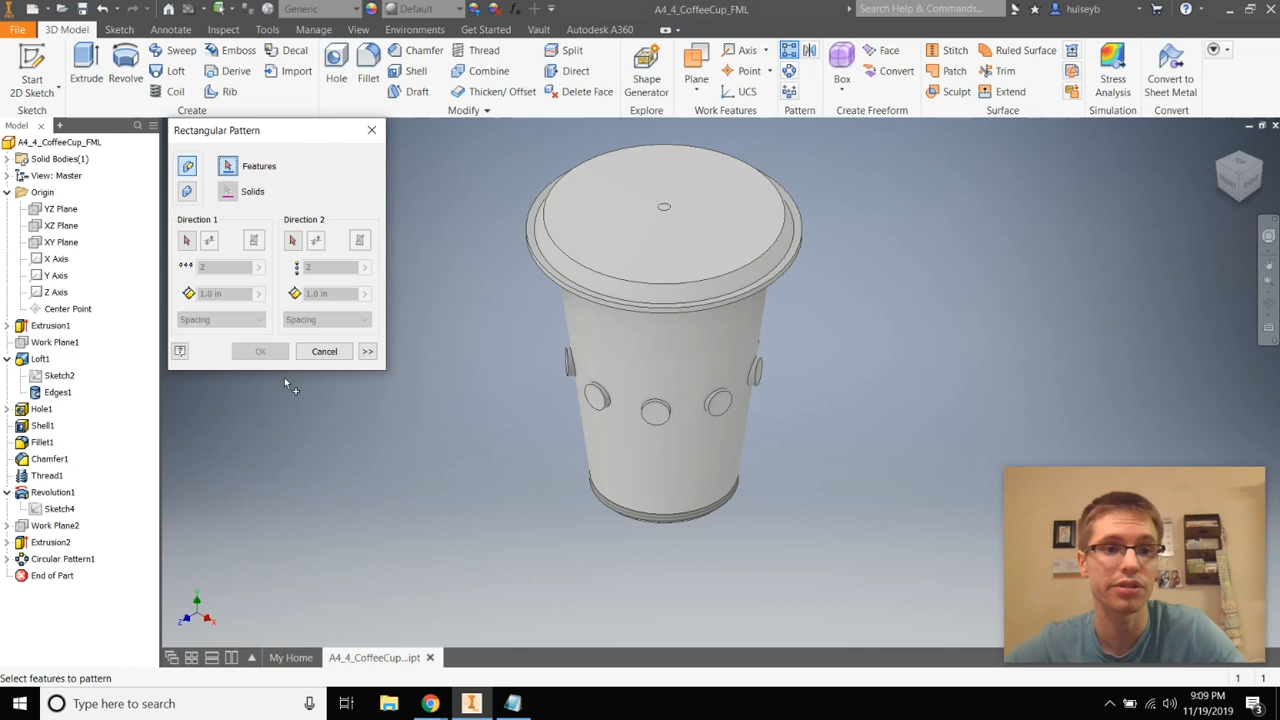 Generic
Default
A4_4_CoffeeCup_FML
Search Help & Commands...
hulseyb
File
3D Model
Sketch
Annotate
Inspect
Tools
Manage
View
Environments
Get Started
Vault
Autodesk A360
Start
2D Sketch
Extrude
Revolve
Sweep
Loft
Coil
Emboss
Derive
Rib
Decal
Import
Hole
Fillet
Chamfer
Shell
Draft
Thread
Combine
Thicken/ Offset
Split
Direct
Delete Face
Shape
Generator
Plane
Axis
Point
UCS
Box
Face
Convert
Stitch
Patch
Sculpt
Ruled Surface
Trim
Extend
Stress
Analysis
Convert to
Sheet Metal
Sketch
Create
Modify
Explore
Work Features
Pattern
Create Freeform
Surface
Simulation
Convert
Model
A4_4_CoffeeCup_FML
Solid Bodies(1)
View: Master
Origin
YZ Plane
XZ Plane
XY Plane
X Axis
Y Axis
Z Axis
Center Point
Extrusion1
Work Plane1
Loft1
Sketch2
Edges1
Hole1
Shell1
Fillet1
Chamfer1
Thread1
Revolution1
Sketch4
Work Plane2
Extrusion2
Circular Pattern1
End of Part
Rectangular Pattern
Features
Solids
Direction 1
Direction 2
2
2
1.0 in
1.0 in
Spacing
Spacing
OK
Cancel
>>
Y
Z
X
My Home
A4_4_CoffeeCup...ipt
Select features to pattern
1
1
Type here to search
9:09 PM
11/19/2019
3